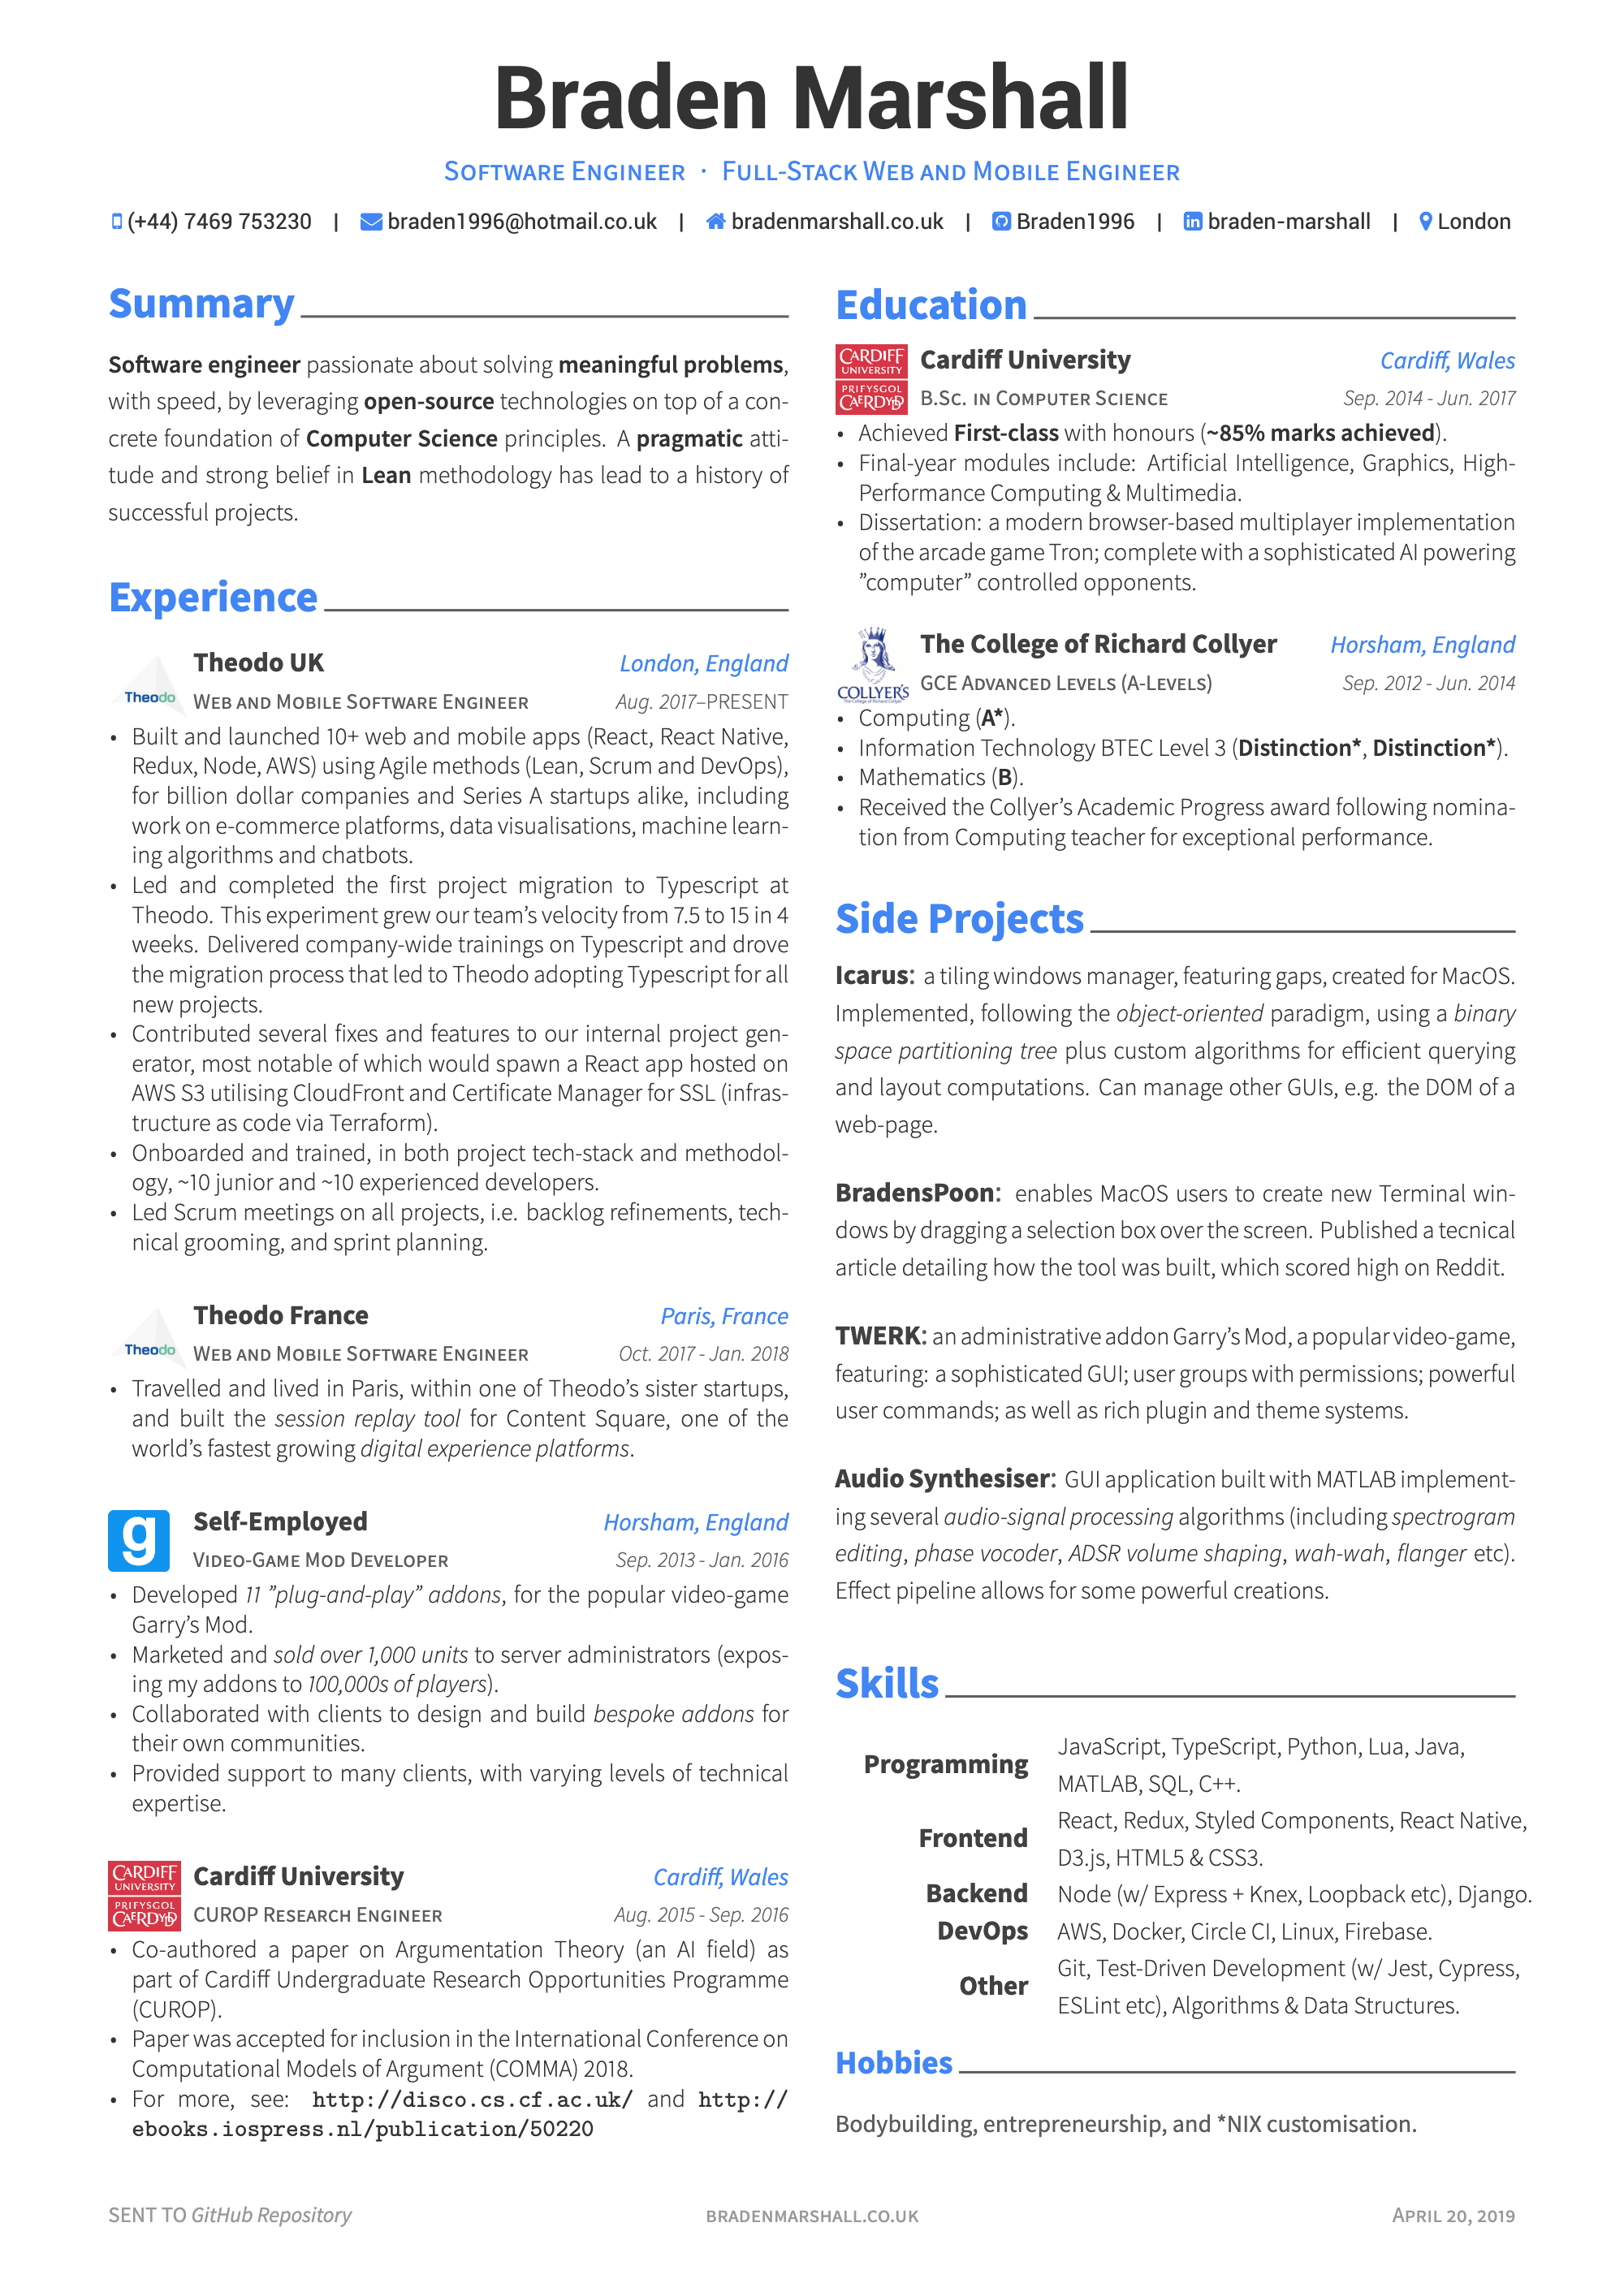 Braden Marshall
Software Engineer · Full-Stack Web and Mobile Engineer
(+44) 7469 753230 | braden1996@hotmail.co.uk | bradenmarshall.co.uk | Braden1996 | braden-marshall | London
Summary
Software engineer passionate about solving meaningful problems,
with speed, by leveraging open-source technologies on top of a con-
crete foundation of Computer Science principles. A pragmatic atti-
tude and strong belief in Lean methodology has lead to a history of
successful projects.
Experience
Theodo
Theodo UK London, England
Web and Mobile Software Engineer Aug. 2017–PRESENT
• Built and launched 10+ web and mobile apps (React, React Native,
Redux, Node, AWS) using Agile methods (Lean, Scrum and DevOps),
for billion dollar companies and Series A startups alike, including
work on e-commerce platforms, data visualisations, machine learn-
ing algorithms and chatbots.
• Led and completed the first project migration to Typescript at
Theodo. This experiment grew our team's velocity from 7.5 to 15 in 4
weeks. Delivered company-wide trainings on Typescript and drove
the migration process that led to Theodo adopting Typescript for all
new projects.
• Contributed several fixes and features to our internal project gen-
erator, most notable of which would spawn a React app hosted on
AWS S3 utilising CloudFront and Certificate Manager for SSL (infras-
tructure as code via Terraform).
• Onboarded and trained, in both project tech-stack and methodol-
ogy, ~10 junior and ~10 experienced developers.
• Led Scrum meetings on all projects, i.e. backlog refinements, tech-
nical grooming, and sprint planning.
Theodo
Theodo France Paris, France
Web and Mobile Software Engineer Oct. 2017 - Jan. 2018
• Travelled and lived in Paris, within one of Theodo's sister startups,
and built the session replay tool for Content Square, one of the
world's fastest growing digital experience platforms.
g
Self-Employed Horsham, England
Video-Game Mod Developer Sep. 2013 - Jan. 2016
• Developed 11 ”plug-and-play” addons, for the popular video-game
Garry's Mod.
• Marketed and sold over 1,000 units to server administrators (expos-
ing my addons to 100,000s of players).
• Collaborated with clients to design and build bespoke addons for
their own communities.
• Provided support to many clients, with varying levels of technical
expertise.
CARDIFF
UNIVERSITY
PRIFYSGOL
CAERDYDD
Cardiff University Cardiff, Wales
CUROP Research Engineer Aug. 2015 - Sep. 2016
• Co-authored a paper on Argumentation Theory (an AI field) as
part of Cardiff Undergraduate Research Opportunities Programme
(CUROP).
• Paper was accepted for inclusion in the International Conference on
Computational Models of Argument (COMMA) 2018.
• For more, see: http://disco.cs.cf.ac.uk/ and http://
ebooks.iospress.nl/publication/50220
Education
CARDIFF
UNIVERSITY
PRIFYSGOL
CAERDYDD
Cardiff University Cardiff, Wales
B.Sc. in Computer Science Sep. 2014 - Jun. 2017
• Achieved First-class with honours (~85% marks achieved).
• Final-year modules include: Artificial Intelligence, Graphics, High-
Performance Computing & Multimedia.
• Dissertation: a modern browser-based multiplayer implementation
of the arcade game Tron; complete with a sophisticated AI powering
”computer” controlled opponents.
COLLYER'S
The College of Richard Collyer
The College of Richard Collyer Horsham, England
GCE Advanced Levels (A-Levels) Sep. 2012 - Jun. 2014
• Computing (A*).
• Information Technology BTEC Level 3 (Distinction*, Distinction*).
• Mathematics (B).
• Received the Collyer's Academic Progress award following nomina-
tion from Computing teacher for exceptional performance.
Side Projects
Icarus: a tiling windows manager, featuring gaps, created for MacOS.
Implemented, following the object-oriented paradigm, using a binary
space partitioning tree plus custom algorithms for efficient querying
and layout computations. Can manage other GUIs, e.g. the DOM of a
web-page.
BradensPoon: enables MacOS users to create new Terminal win-
dows by dragging a selection box over the screen. Published a tecnical
article detailing how the tool was built, which scored high on Reddit.
TWERK: an administrative addon Garry's Mod, a popular video-game,
featuring: a sophisticated GUI; user groups with permissions; powerful
user commands; as well as rich plugin and theme systems.
Audio Synthesiser: GUI application built with MATLAB implement-
ing several audio-signal processing algorithms (including spectrogram
editing, phase vocoder, ADSR volume shaping, wah-wah, flanger etc).
Effect pipeline allows for some powerful creations.
Skills
Programming JavaScript, TypeScript, Python, Lua, Java,
MATLAB, SQL, C++.
Frontend React, Redux, Styled Components, React Native,
D3.js, HTML5 & CSS3.
Backend Node (w/ Express + Knex, Loopback etc), Django.
DevOps AWS, Docker, Circle CI, Linux, Firebase.
Other Git, Test-Driven Development (w/ Jest, Cypress,
ESLint etc), Algorithms & Data Structures.
Hobbies
Bodybuilding, entrepreneurship, and *NIX customisation.
SENT TO GitHub Repository bradenmarshall.co.uk April 20, 2019